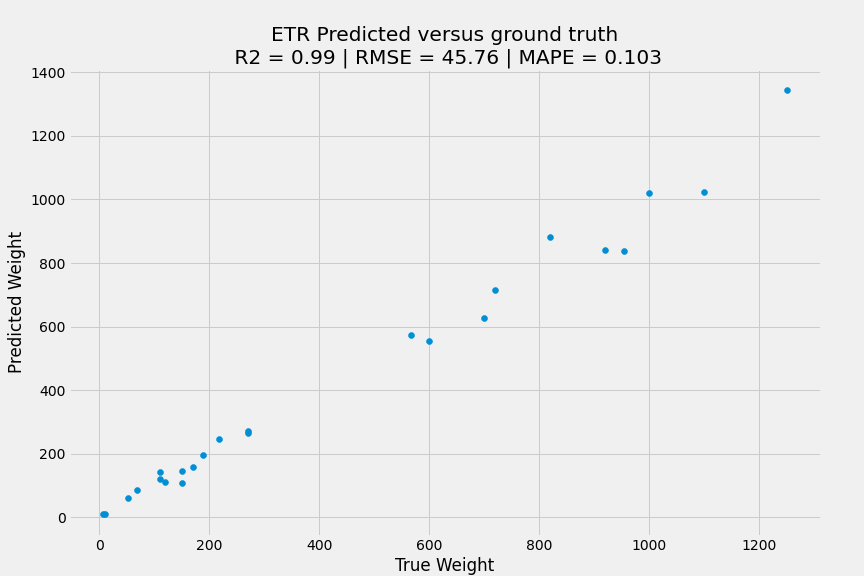 ETR Predicted versus ground truth
R2 = 0.99 | RMSE = 45.76 | MAPE = 0.103
1400
1200
1000
800
600
400
200
0
Predicted Weight
0 200 400 600 800 1000 1200
True Weight